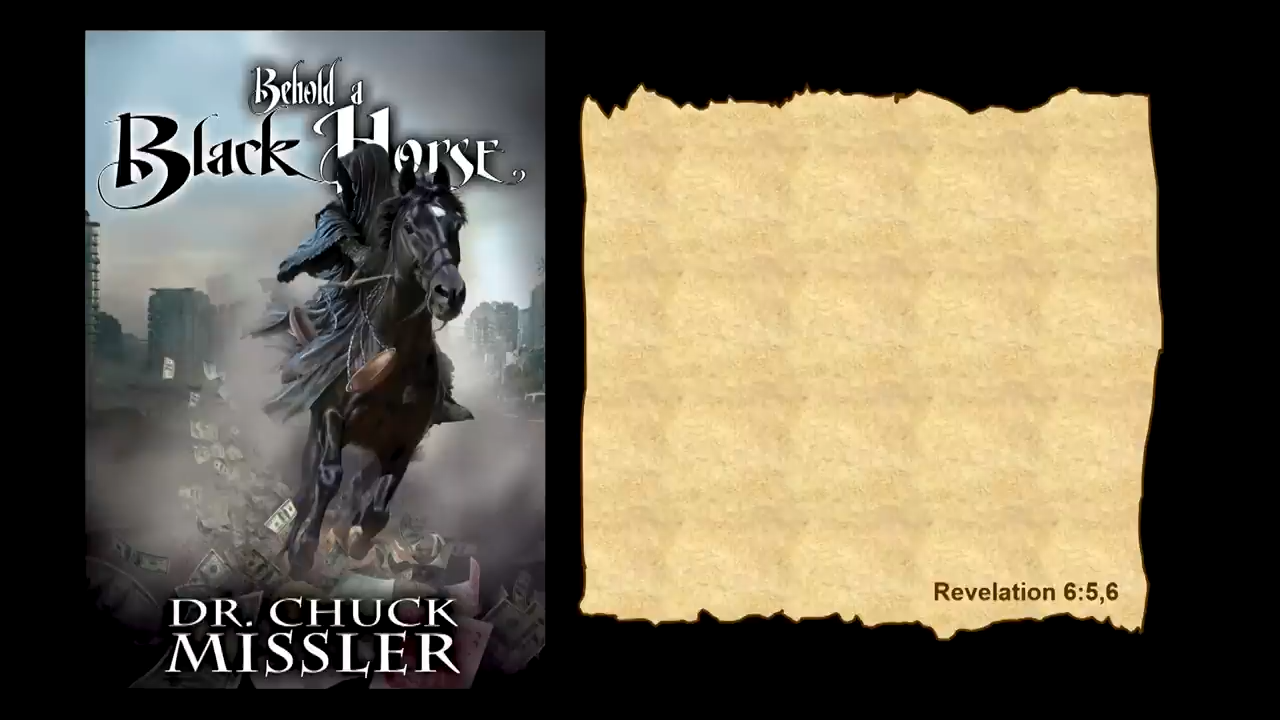 Behold a
Black Horse
DR. CHUCK
MISSLER
Revelation 6:5,6